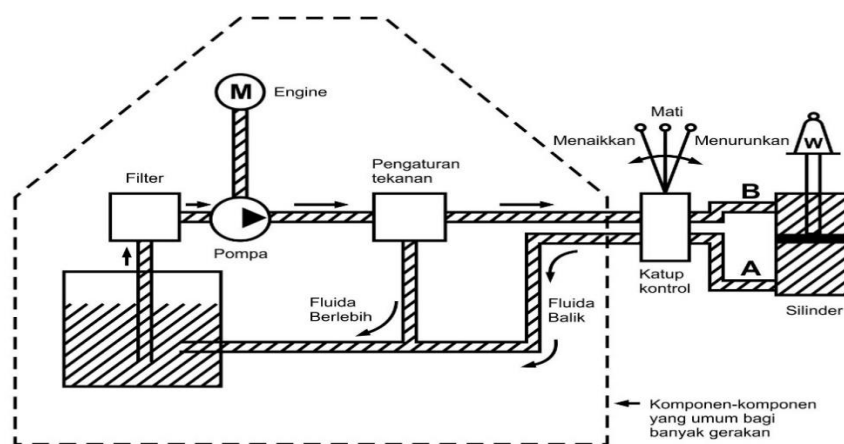 M
Engine
Mati
Menaikkan
Menurunkan
W
Filter
Pengaturan
tekanan
B
Pompa
A
Katup
kontrol
Silinder
Fluida
Berlebih
Fluida
Balik
Komponen-komponen
yang umum bagi
banyak gerakan